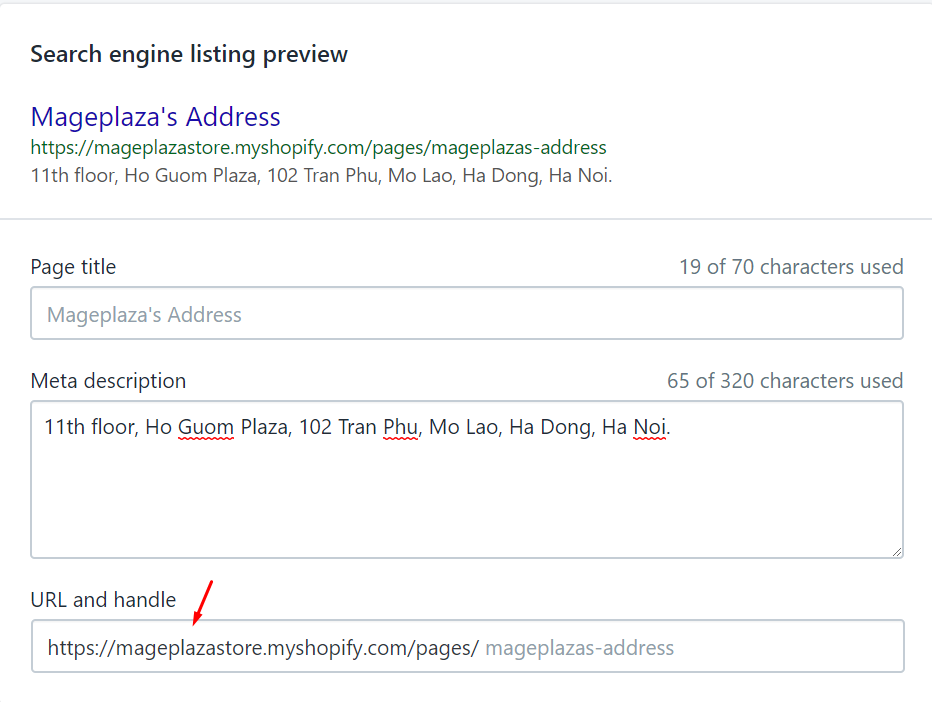 Search engine listing preview
Mageplaza's Address
https://mageplazastore.myshopify.com/pages/mageplazas-address
11th floor, Ho Guom Plaza, 102 Tran Phu, Mo Lao, Ha Dong, Ha Noi.
Page title 19 of 70 characters used
Mageplaza's Address
Meta description 65 of 320 characters used
11th floor, Ho Guom Plaza, 102 Tran Phu, Mo Lao, Ha Dong, Ha Noi.
URL and handle
https://mageplazastore.myshopify.com/pages/ mageplazas-address